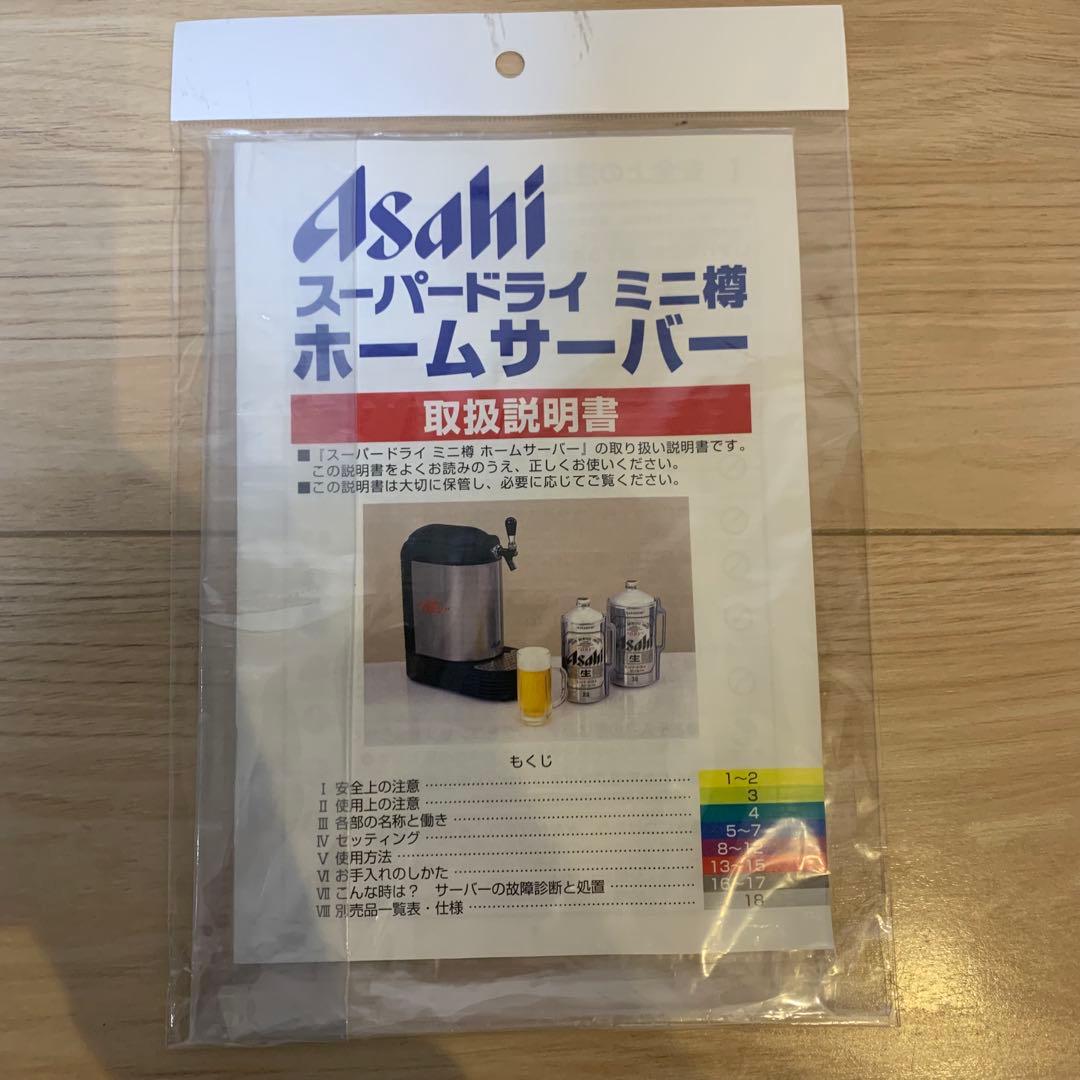 Asahi
スーパードライ ミニ樽
ホームサーバー
取扱説明書
■『スーパードライ ミニ樽 ホームサーバー』の取り扱い説明書です。
この説明書をよくお読みのうえ、正しくお使いください。
■この説明書は大切に保管し、必要に応じてご覧ください。
Asahi
生
Asahi
生
もくじ
Ⅰ 安全上の注意 1〜2
Ⅱ 使用上の注意 3
Ⅲ 各部の名称と働き 4
Ⅳ セッティング 5〜7
Ⅴ 使用方法 8〜12
Ⅵ お手入れのしかた 13〜15
Ⅶ こんな時は？ サーバーの故障診断と処置 16〜17
Ⅷ 別売品一覧表・仕様 18